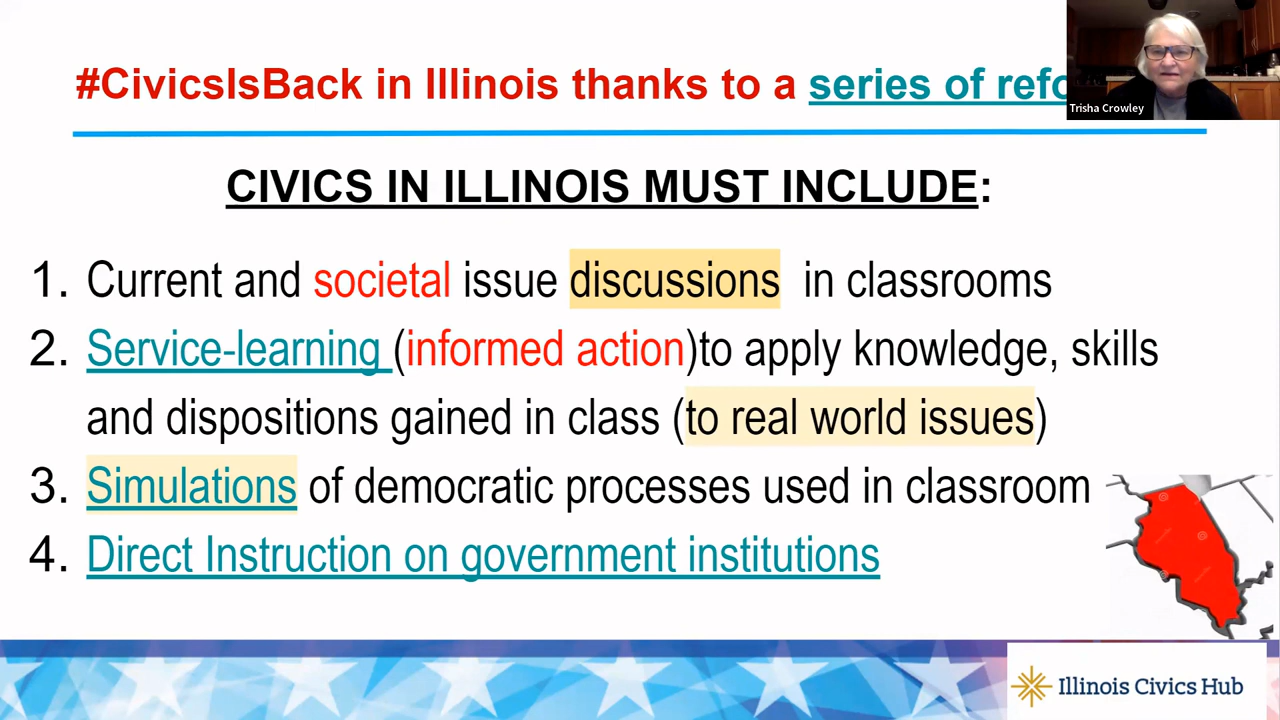 #CivicsIsBack in Illinois thanks to a series of refo
Trisha Crowley
CIVICS IN ILLINOIS MUST INCLUDE:
1. Current and societal issue discussions in classrooms
2. Service-learning (informed action)to apply knowledge, skills
and dispositions gained in class (to real world issues)
3. Simulations of democratic processes used in classroom
4. Direct Instruction on government institutions
Illinois Civics Hub